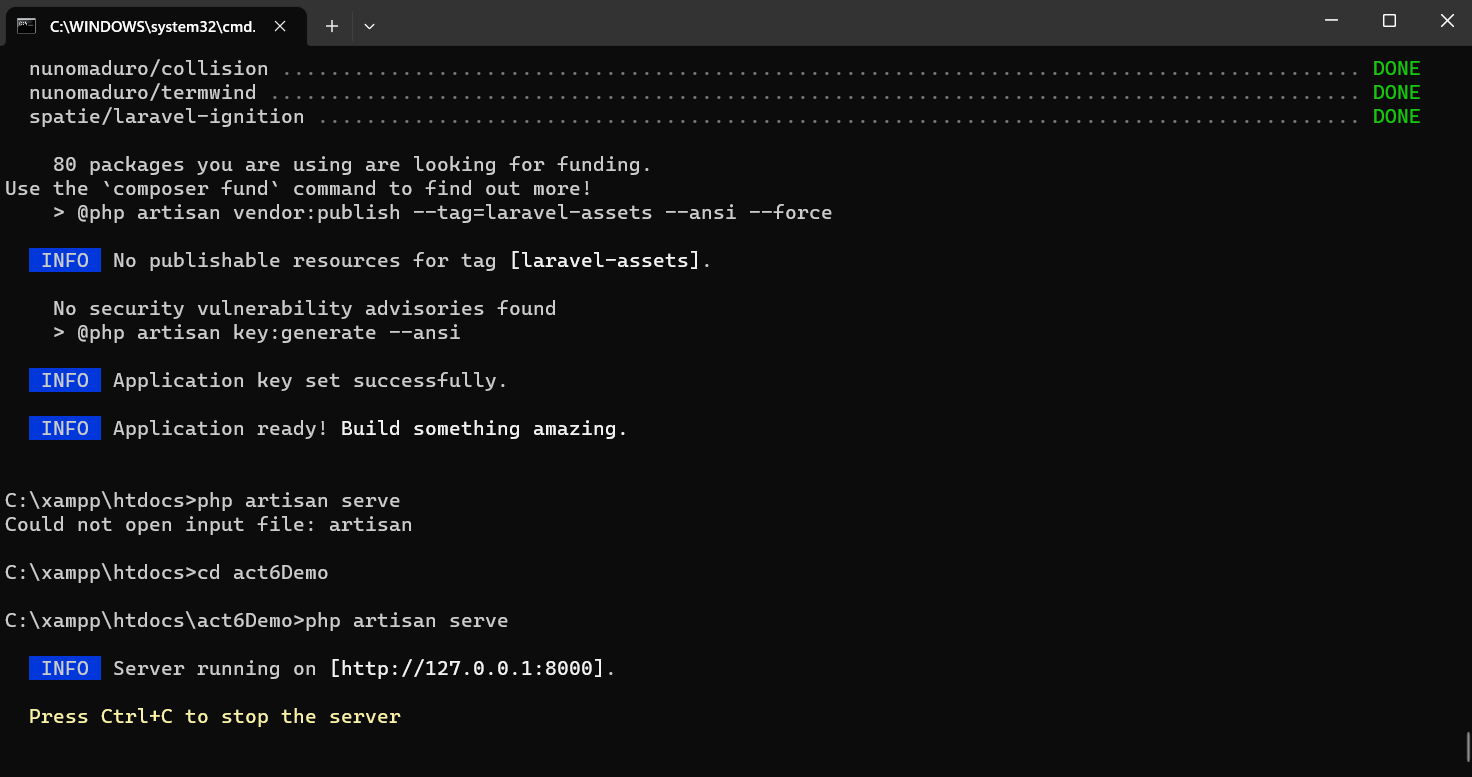 C:\WINDOWS\system32\cmd.
nunomaduro/collision .......................................................................................... DONE
nunomaduro/termwind ........................................................................................... DONE
spatie/laravel-ignition ....................................................................................... DONE
80 packages you are using are looking for funding.
Use the `composer fund` command to find out more!
> @php artisan vendor:publish --tag=laravel-assets --ansi --force
INFO No publishable resources for tag [laravel-assets].
No security vulnerability advisories found
> @php artisan key:generate --ansi
INFO Application key set successfully.
INFO Application ready! Build something amazing.
C:\xampp\htdocs>php artisan serve
Could not open input file: artisan
C:\xampp\htdocs>cd act6Demo
C:\xampp\htdocs\act6Demo>php artisan serve
INFO Server running on [http://127.0.0.1:8000].
Press Ctrl+C to stop the server